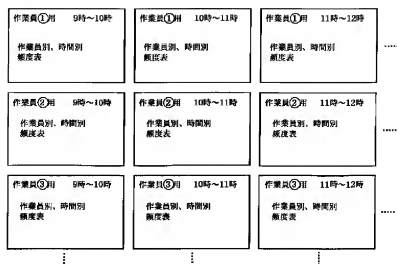 作業員①用 9時～10時
作業員別、時間別
頻度表
作業員①用 10時～11時
作業員別、時間別
頻度表
作業員①用 11時～12時
作業員別、時間別
頻度表
作業員②用 9時～10時
作業員別、時間別
頻度表
作業員②用 10時～11時
作業員別、時間別
頻度表
作業員②用 11時～12時
作業員別、時間別
頻度表
作業員③用 9時～10時
作業員別、時間別
頻度表
作業員③用 10時～11時
作業員別、時間別
頻度表
作業員③用 11時～12時
作業員別、時間別
頻度表